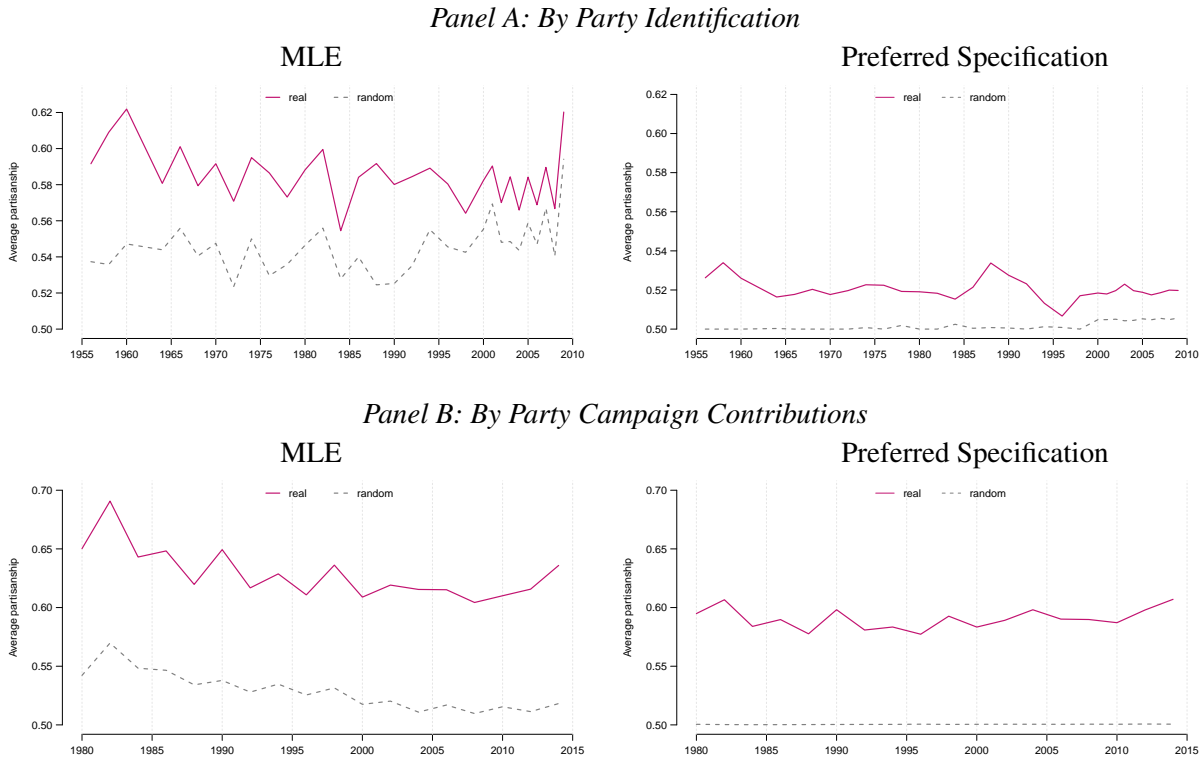 Panel A: By Party Identification
MLE
real
random
Average partisanship
0.62
0.60
0.58
0.56
0.54
0.52
0.50
1955 1960 1965 1970 1975 1980 1985 1990 1995 2000 2005 2010
Preferred Specification
real
random
Average partisanship
0.62
0.60
0.58
0.56
0.54
0.52
0.50
1955 1960 1965 1970 1975 1980 1985 1990 1995 2000 2005 2010
Panel B: By Party Campaign Contributions
MLE
real
random
Average partisanship
0.70
0.65
0.60
0.55
0.50
1980 1985 1990 1995 2000 2005 2010 2015
Preferred Specification
real
random
Average partisanship
0.70
0.65
0.60
0.55
0.50
1980 1985 1990 1995 2000 2005 2010 2015